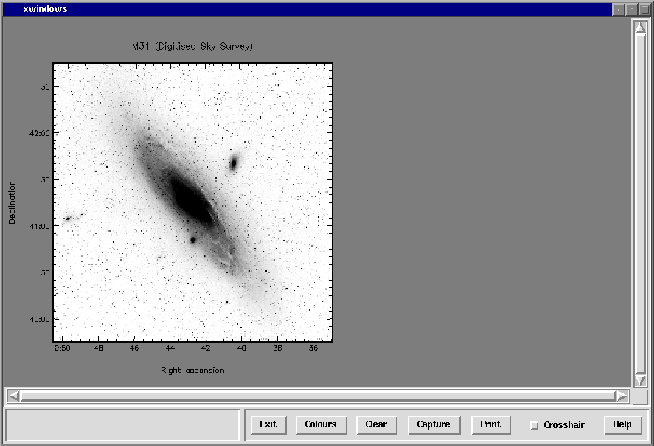 xwindows
M31 (Digitised Sky Survey)
30
42:00
30
41:00
30
40:00
Declination
0:50 48 46 44 42 40 38 36
Right ascension
Exit Colours Clear Capture Print Crosshair Help